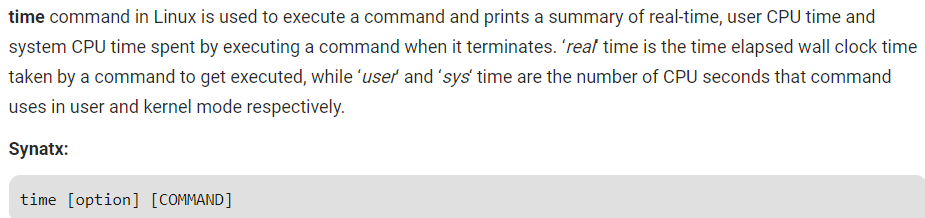 time command in Linux is used to execute a command and prints a summary of real-time, user CPU time and
system CPU time spent by executing a command when it terminates. ‘real‘ time is the time elapsed wall clock time
taken by a command to get executed, while ‘user‘ and ‘sys‘ time are the number of CPU seconds that command
uses in user and kernel mode respectively.
Synatx:
time [option] [COMMAND]